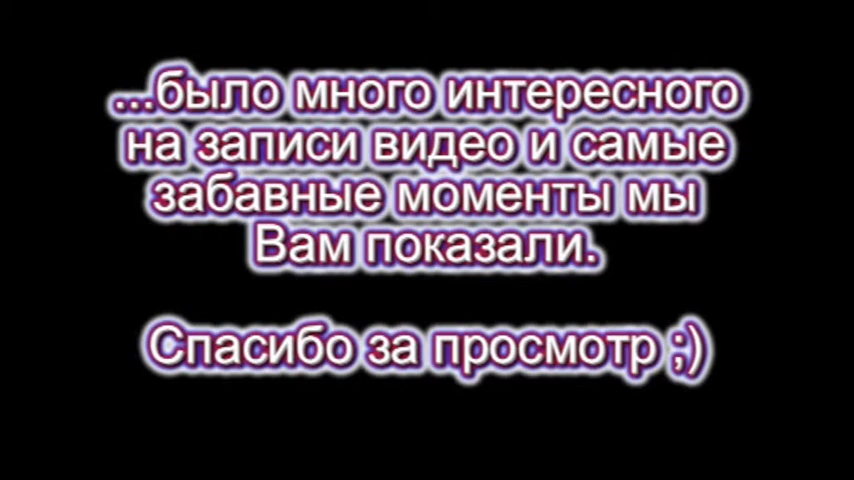 ...было много интересного
на записи видео и самые
забавные моменты мы
Вам показали.
Спасибо за просмотр ;)